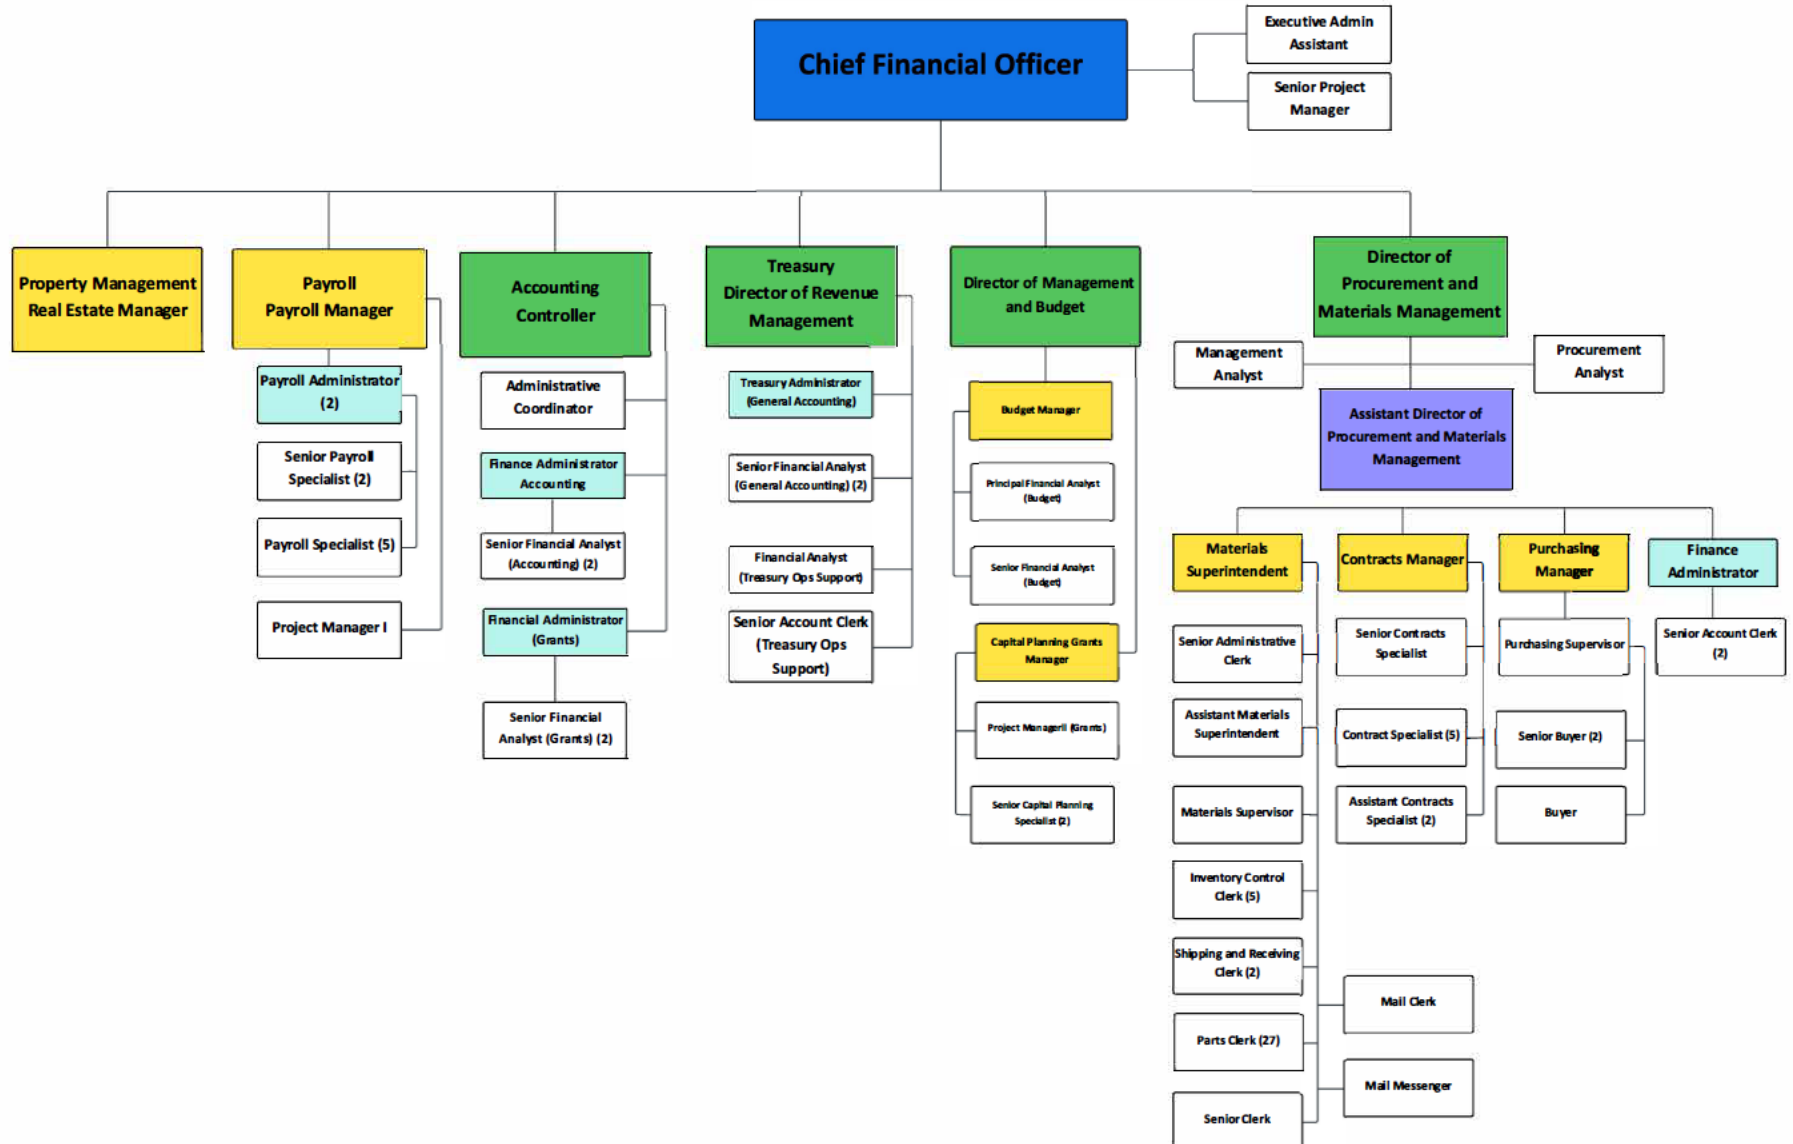 Executive Admin
Assistant
Chief Financial Officer
Senior Project
Manager
Property Management
Real Estate Manager
Payroll
Payroll Manager
Payroll Administrator
(2)
Senior Payroll
Specialist (2)
Payroll Specialist (5)
Project Manager I
Accounting
Controller
Administrative
Coordinator
Finance Administrator
Accounting
Senior Financial Analyst
(Accounting) (2)
Financial Administrator
(Grants)
Senior Financial
Analyst (Grants) (2)
Treasury
Director of Revenue
Management
Treasury Administrator
(General Accounting)
Senior Financial Analyst
(General Accounting) (2)
Financial Analyst
(Treasury Ops Support)
Senior Account Clerk
(Treasury Ops
Support)
Director of Management
and Budget
Budget Manager
Principal Financial Analyst
(Budget)
Senior Financial Analyst
(Budget)
Capital Planning Grants
Manager
Project ManagerII (Grants)
Senior Capital Planning
Specialist (2)
Director of
Procurement and
Materials Management
Management
Analyst
Procurement
Analyst
Assistant Director of
Procurement and Materials
Management
Materials
Superintendent
Senior Administrative
Clerk
Assistant Materials
Superintendent
Materials Supervisor
Inventory Control
Clerk (5)
Shipping and Receiving
Clerk (2)
Parts Clerk (27)
Senior Clerk
Mail Clerk
Mail Messenger
Contracts Manager
Senior Contracts
Specialist
Contract Specialist (5)
Assistant Contracts
Specialist (2)
Purchasing
Manager
Purchasing Supervisor
Senior Buyer (2)
Buyer
Finance
Administrator
Senior Account Clerk
(2)